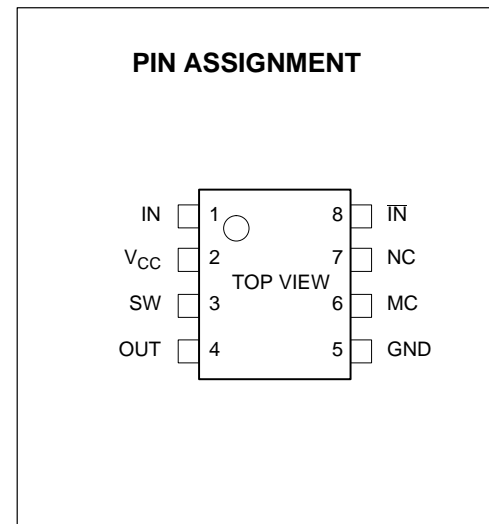 PIN ASSIGNMENT
IN 1 8 I̅N̅
VCC 2 7 NC
TOP VIEW
SW 3 6 MC
OUT 4 5 GND